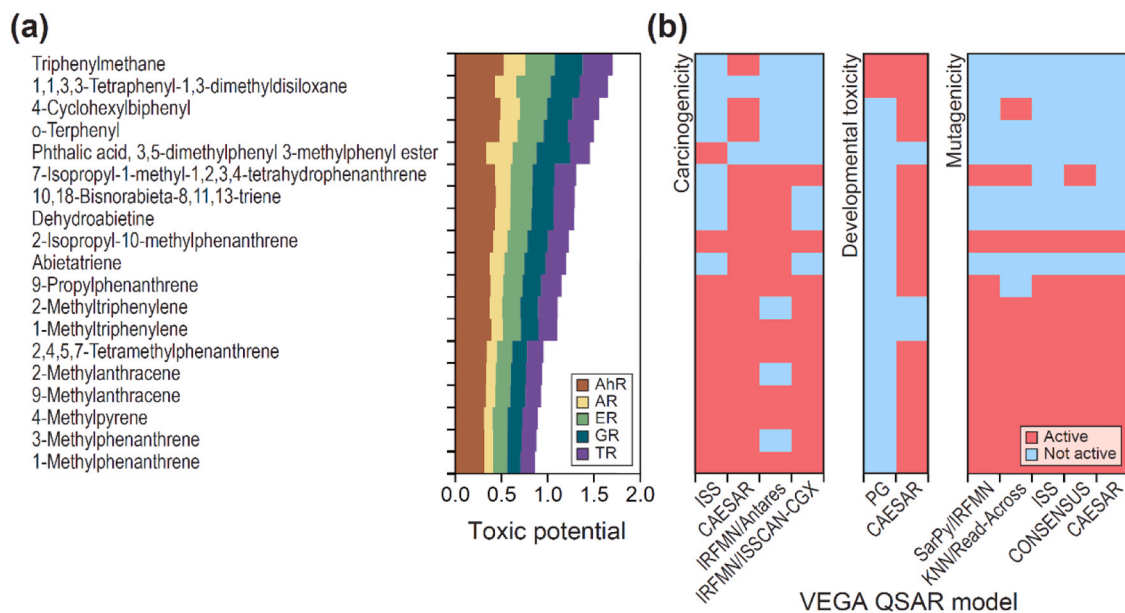 (a)
Triphenylmethane
1,1,3,3-Tetraphenyl-1,3-dimethyldisiloxane
4-Cyclohexylbiphenyl
o-Terphenyl
Phthalic acid, 3,5-dimethylphenyl 3-methylphenyl ester
7-Isopropyl-1-methyl-1,2,3,4-tetrahydrophenanthrene
10,18-Bisnorabieta-8,11,13-triene
Dehydroabietine
2-Isopropyl-10-methylphenanthrene
Abietatriene
9-Propylphenanthrene
2-Methyltriphenylene
1-Methyltriphenylene
2,4,5,7-Tetramethylphenanthrene
2-Methylanthracene
9-Methylanthracene
4-Methylpyrene
3-Methylphenanthrene
1-Methylphenanthrene
AhR
AR
ER
GR
TR
0.0 0.5 1.0 1.5 2.0
Toxic potential
(b)
Carcinogenicity
Developmental toxicity
Mutagenicity
Active
Not active
ISS
CAESAR
IRFMN/Antares
IRFMN/ISSCAN-CGX
PG
CAESAR
SarPy/IRFMN
KNN/Read-Across
ISS
CONSENSUS
CAESAR
VEGA QSAR model